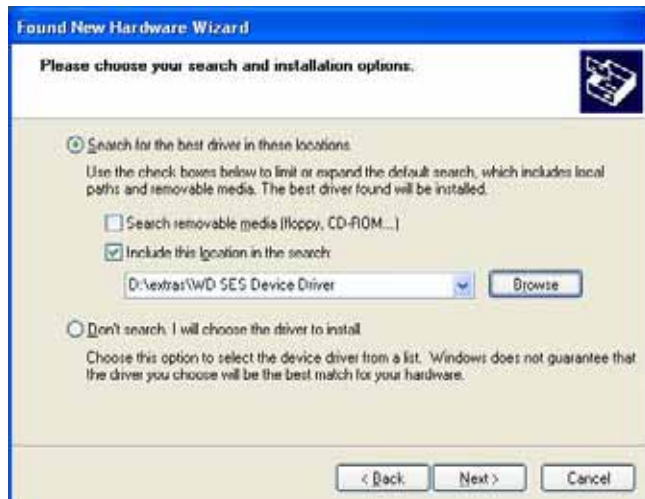 Found New Hardware Wizard
Please choose your search and installation options.
Search for the best driver in these locations.
Use the check boxes below to limit or expand the default search, which includes local
paths and removable media. The best driver found will be installed.
Search removable media (floppy, CD-ROM...)
Include this location in the search:
D:\extras\WD SES Device Driver
Browse
Don't search. I will choose the driver to install.
Choose this option to select the device driver from a list. Windows does not guarantee that
the driver you choose will be the best match for your hardware.
< Back
Next >
Cancel